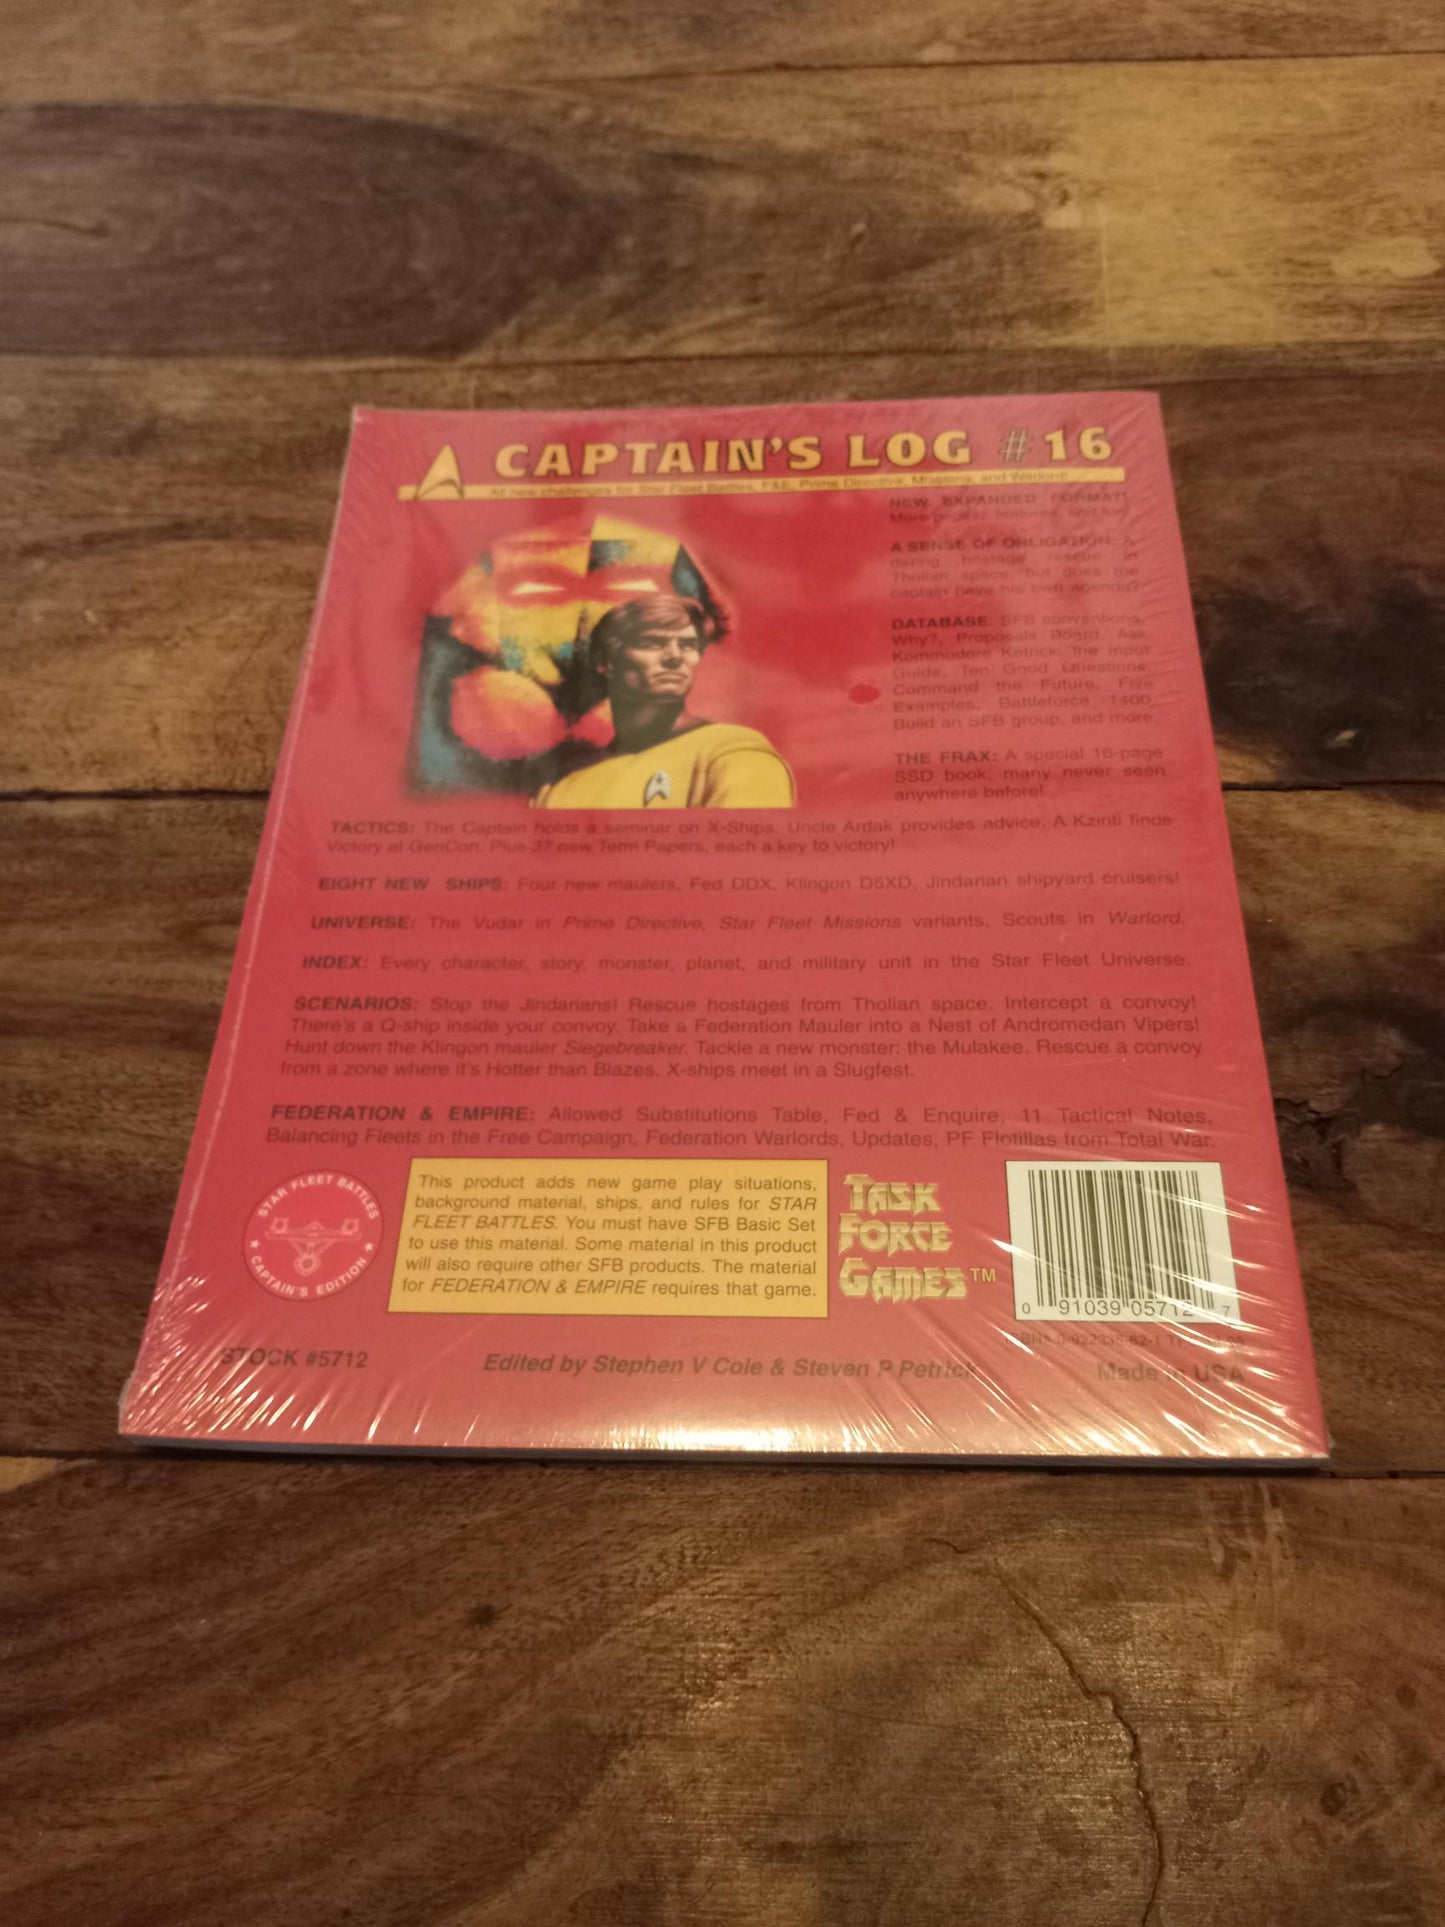 CAPTAIN'S LOG #16
All new challenges for Star Fleet Battles, F&E, Prime Directive, Missions, and Warlord!
NEW EXPANDED FORMAT!
More pages, features, and fun!
A SENSE OF OBLIGATION: A
daring hostage rescue in
Tholian space, but does the
captain have his own agenda?
DATABASE: SFB conventions,
Why?, Proposals Board, Ask
Kommodore Ketrick, the Input
Guide, Ten Good Questions,
Command the Future, Five
Examples, Battleforce 1400,
Build an SFB group, and more.
THE FRAX: A special 16-page
SSD book, many never seen
anywhere before!
TACTICS: The Captain holds a seminar on X-Ships. Uncle Ardak provides advice. A Kzinti finds
Victory at GenCon. Plus 37 new Term Papers, each a key to victory!
EIGHT NEW SHIPS: Four new maulers, Fed DDX, Klingon D5XD, Jindarian shipyard cruisers!
UNIVERSE: The Vudar in Prime Directive, Star Fleet Missions variants, Scouts in Warlord.
INDEX: Every character, story, monster, planet, and military unit in the Star Fleet Universe.
SCENARIOS: Stop the Jindarians! Rescue hostages from Tholian space. Intercept a convoy!
There's a Q-ship inside your convoy. Take a Federation Mauler into a Nest of Andromedan Vipers!
Hunt down the Klingon mauler Siegebreaker. Tackle a new monster: the Mulakee. Rescue a convoy
from a zone where it's Hotter than Blazes. X-ships meet in a Slugfest.
FEDERATION & EMPIRE: Allowed Substitutions Table, Fed & Enquire, 11 Tactical Notes,
Balancing Fleets in the Free Campaign, Federation Warlords, Updates, PF Flotillas from Total War.
STAR FLEET BATTLES
CAPTAIN'S EDITION
This product adds new game play situations,
background material, ships, and rules for STAR
FLEET BATTLES. You must have SFB Basic Set
to use this material. Some material in this product
will also require other SFB products. The material
for FEDERATION & EMPIRE requires that game.
TASK
FORCE
GAMES™
0 91039 05712 7
ISBN# 0-922335-62-1
STOCK #5712
Edited by Stephen V Cole & Steven P Petrick
Made in USA